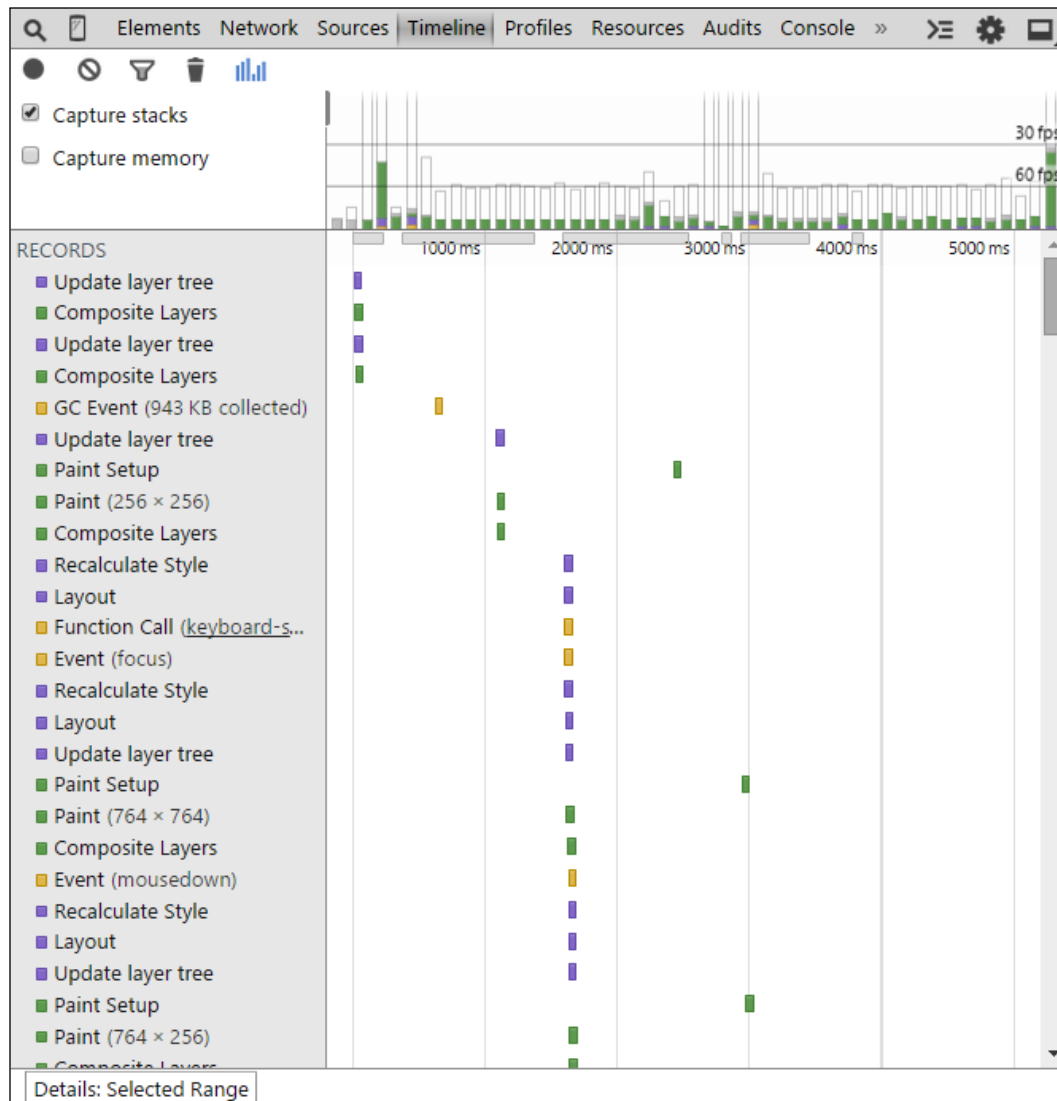 Elements Network Sources Timeline Profiles Resources Audits Console »
Capture stacks
Capture memory
30 fps
60 fps
RECORDS
1000 ms 2000 ms 3000 ms 4000 ms 5000 ms
Update layer tree
Composite Layers
Update layer tree
Composite Layers
GC Event (943 KB collected)
Update layer tree
Paint Setup
Paint (256 × 256)
Composite Layers
Recalculate Style
Layout
Function Call (keyboard-s...
Event (focus)
Recalculate Style
Layout
Update layer tree
Paint Setup
Paint (764 × 764)
Composite Layers
Event (mousedown)
Recalculate Style
Layout
Update layer tree
Paint Setup
Paint (764 × 256)
Composite Layers
Details: Selected Range